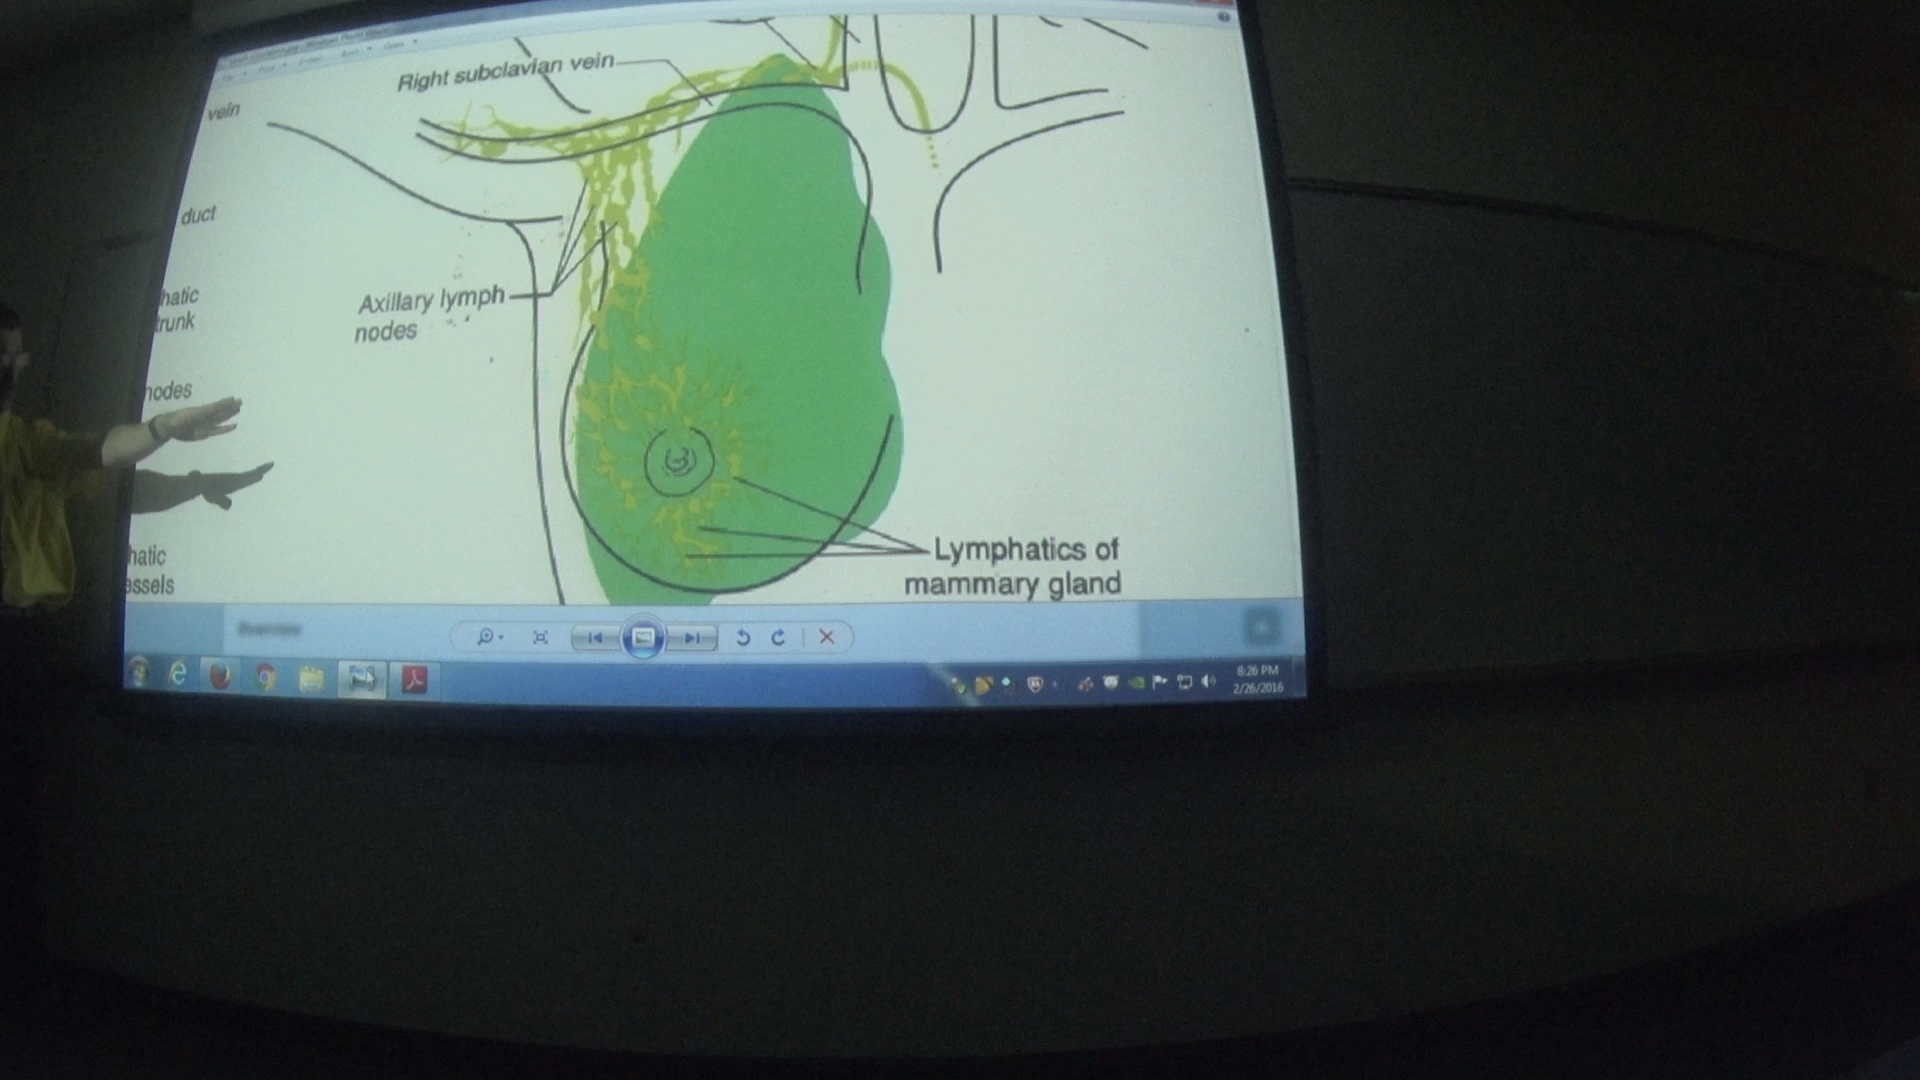 Right subclavian vein
vein
duct
hatic
trunk
Axillary lymph
nodes
nodes
hatic
essels
Lymphatics of
mammary gland
8:26 PM
2/26/2016